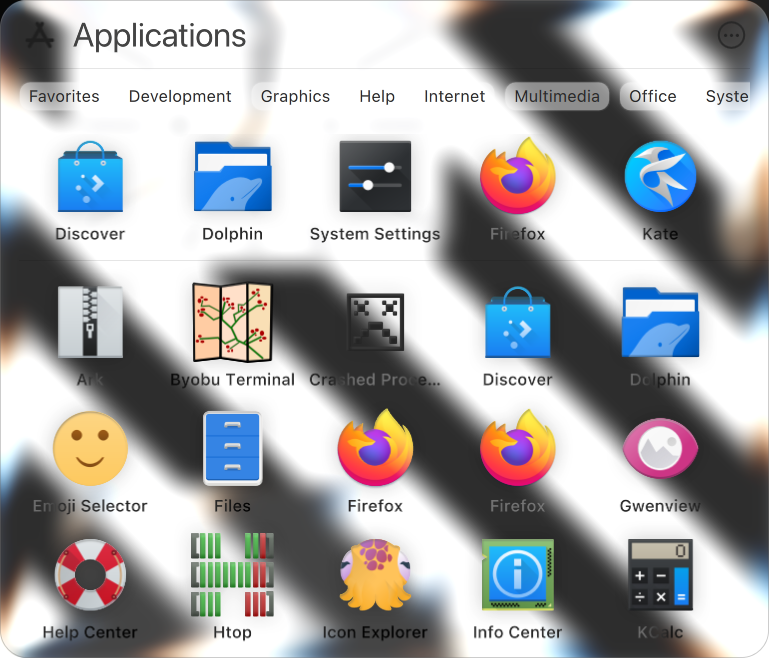 Applications
Favorites Development Graphics Help Internet Multimedia Office Syste
Discover Dolphin System Settings Firefox Kate
Ark Byobu Terminal Crashed Proce... Discover Dolphin
Emoji Selector Files Firefox Firefox Gwenview
0
Help Center Htop Icon Explorer Info Center KCalc